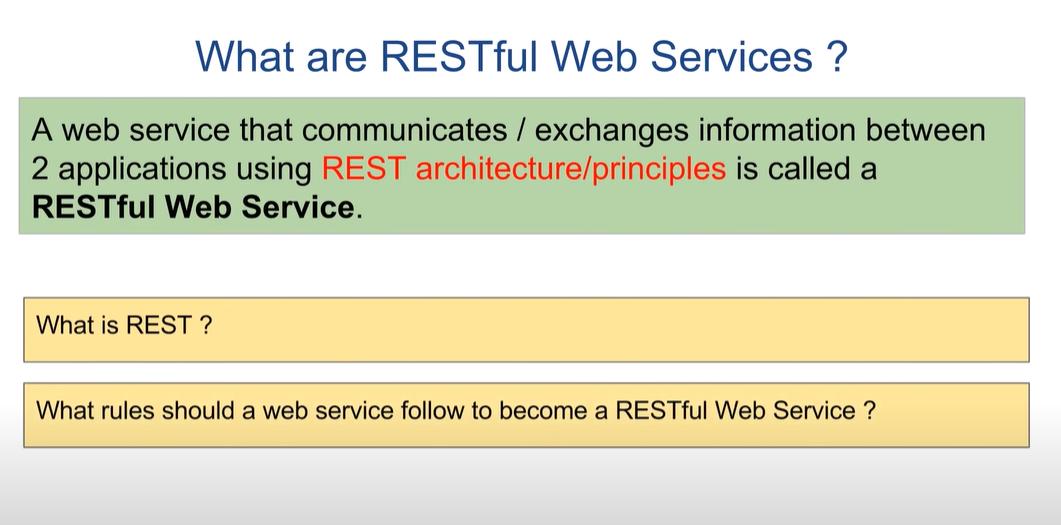 What are RESTful Web Services ?
A web service that communicates / exchanges information between
2 applications using REST architecture/principles is called a
RESTful Web Service.
What is REST ?
What rules should a web service follow to become a RESTful Web Service ?